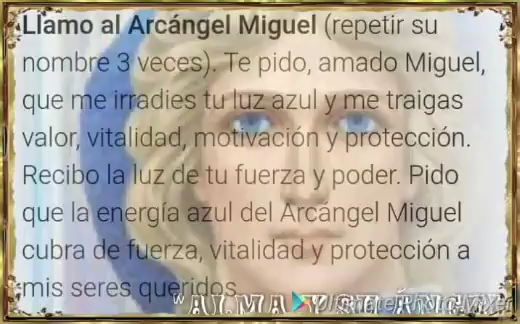 Llamo al Arcángel Miguel (repetir su
nombre 3 veces). Te pido, amado Miguel,
que me irradies tu luz azul y me traigas
valor, vitalidad, motivación y protección.
Recibo la luz de tu fuerza y poder. Pido
que la energía azul del Arcángel Miguel
cubra de fuerza, vitalidad y protección a
mis seres queridos
ALMA Y